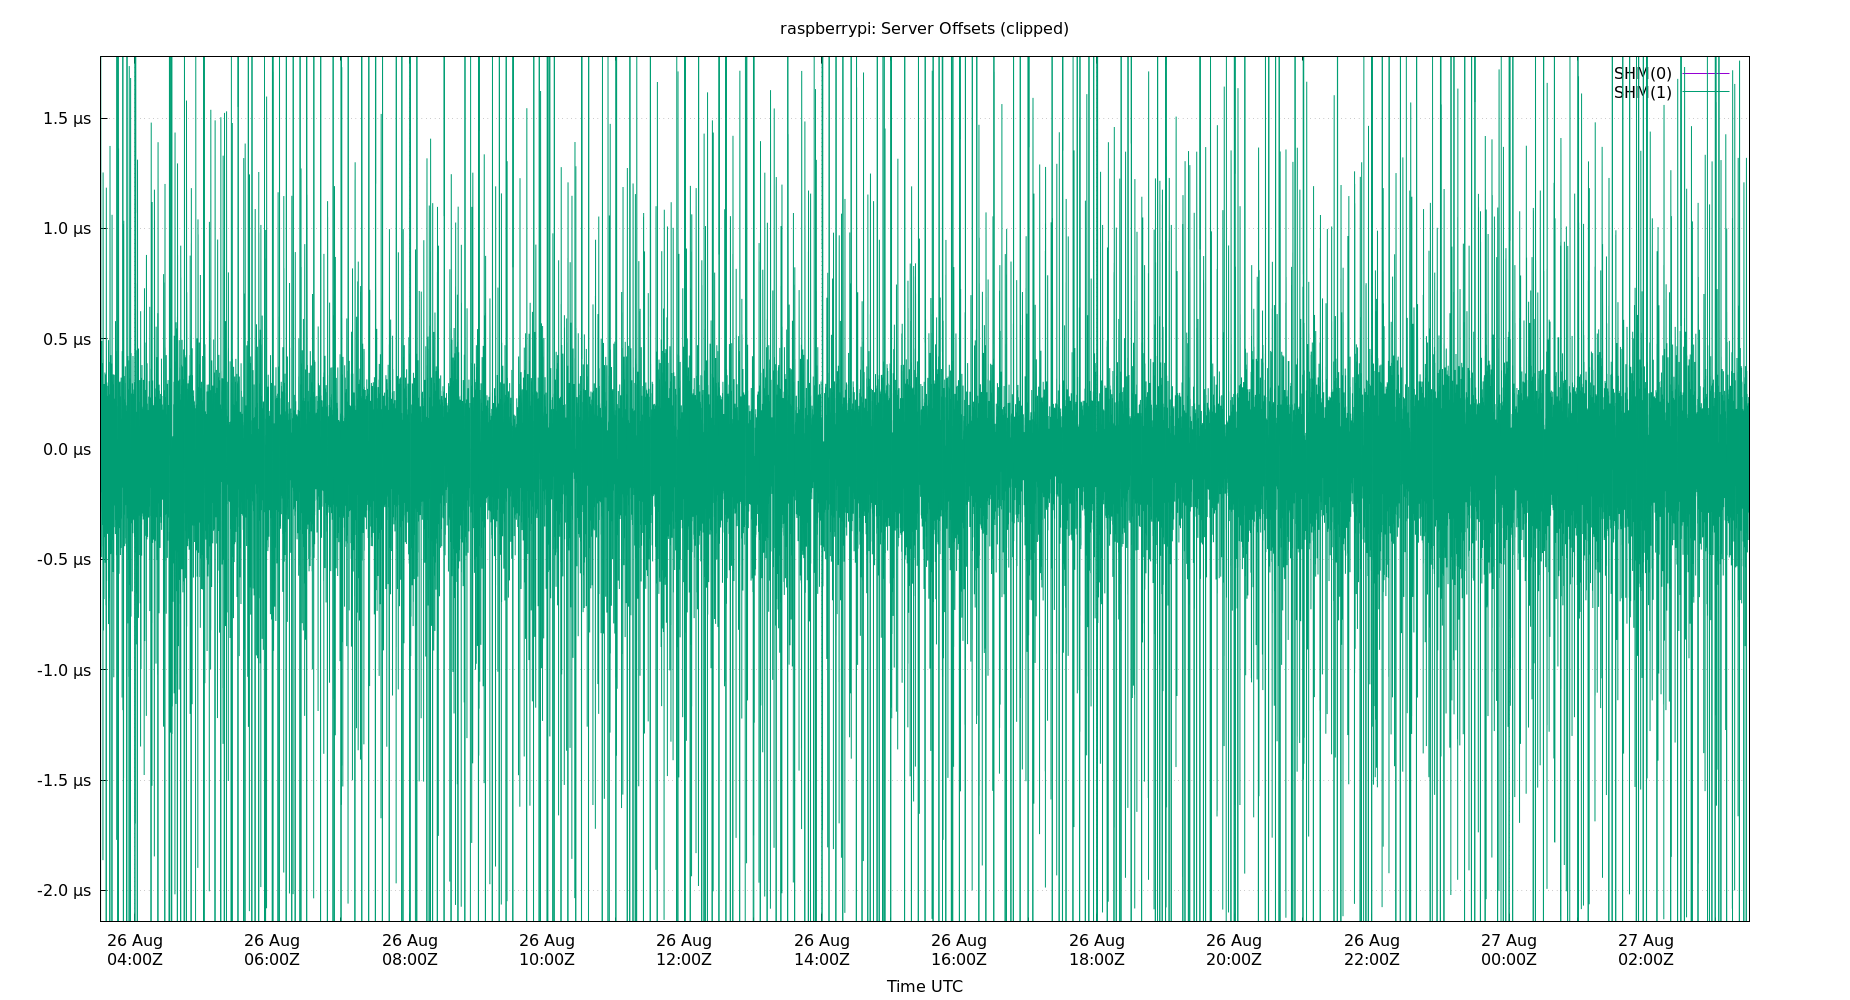 raspberrypi: Server Offsets (clipped)
SHM(0)
SHM(1)
1.5 µs
1.0 µs
0.5 µs
0.0 µs
-0.5 µs
-1.0 µs
-1.5 µs
-2.0 µs
26 Aug 26 Aug 26 Aug 26 Aug 26 Aug 26 Aug 26 Aug 26 Aug 26 Aug 26 Aug 27 Aug 27 Aug
04:00Z 06:00Z 08:00Z 10:00Z 12:00Z 14:00Z 16:00Z 18:00Z 20:00Z 22:00Z 00:00Z 02:00Z
Time UTC